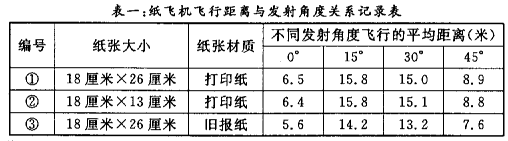 表一:纸飞机飞行距离与发射角度关系记录表
编号 纸张大小 纸张材质 不同发射角度飞行的平均距离(米)
0° 15° 30° 45°
① 18厘米×26厘米 打印纸 6.5 15.8 15.0 8.9
② 18厘米×13厘米 打印纸 6.4 15.8 15.1 8.8
③ 18厘米×26厘米 旧报纸 5.6 14.2 13.2 7.6